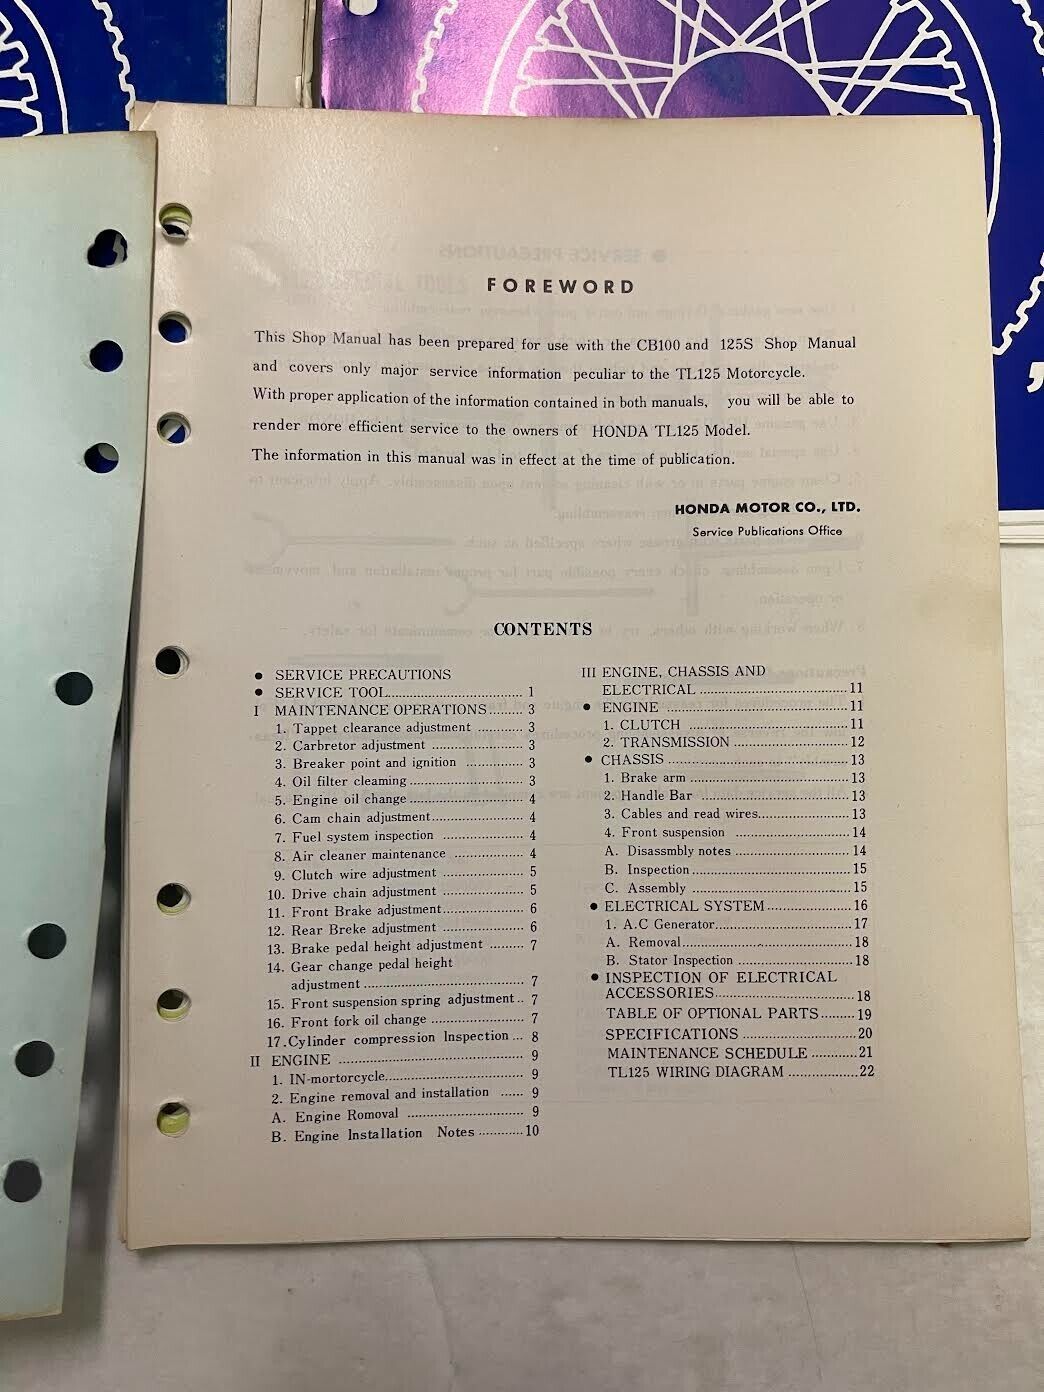 FOREWORD
This Shop Manual has been prepared for use with the CB100 and 125S Shop Manual
and covers only major service information peculiar to the TL125 Motorcycle.
With proper application of the information contained in both manuals, you will be able to
render more efficient service to the owners of HONDA TL125 Model.
The information in this manual was in effect at the time of publication.
HONDA MOTOR CO., LTD.
Service Publications Office
CONTENTS
● SERVICE PRECAUTIONS
● SERVICE TOOL 1
I MAINTENANCE OPERATIONS 3
1. Tappet clearance adjustment 3
2. Carbretor adjustment 3
3. Breaker point and ignition 3
4. Oil filter cleaming 3
5. Engine oil change 4
6. Cam chain adjustment 4
7. Fuel system inspection 4
8. Air cleaner maintenance 4
9. Clutch wire adjustment 5
10. Drive chain adjustment 5
11. Front Brake adjustment 6
12. Rear Breke adjustment 6
13. Brake pedal height adjustment 7
14. Gear change pedal height
adjustment 7
15. Front suspension spring adjustment 7
16. Front fork oil change 7
17. Cylinder compression Inspection 8
II ENGINE 9
1. IN-mortorcycle 9
2. Engine removal and installation 9
A. Engine Romoval 9
B. Engine Installation Notes 10
III ENGINE, CHASSIS AND
ELECTRICAL 11
● ENGINE 11
1. CLUTCH 11
2. TRANSMISSION 12
● CHASSIS 13
1. Brake arm 13
2. Handle Bar 13
3. Cables and read wires 13
4. Front suspension 14
A. Disassmbly notes 14
B. Inspection 15
C. Assembly 15
● ELECTRICAL SYSTEM 16
1. A.C Generator 17
A. Removal 18
B. Stator Inspection 18
● INSPECTION OF ELECTRICAL
ACCESSORIES 18
TABLE OF OPTIONAL PARTS 19
SPECIFICATIONS 20
MAINTENANCE SCHEDULE 21
TL125 WIRING DIAGRAM 22